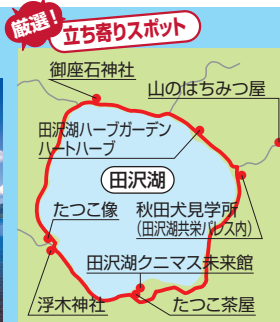 厳選!
立ち寄りスポット
御座石神社
山のはちみつ屋
田沢湖ハーブガーデン
ハートハーブ
田沢湖
たつこ像
秋田犬見学所
(田沢湖共栄パレス内)
田沢湖クニマス未来館
浮木神社
たつこ茶屋